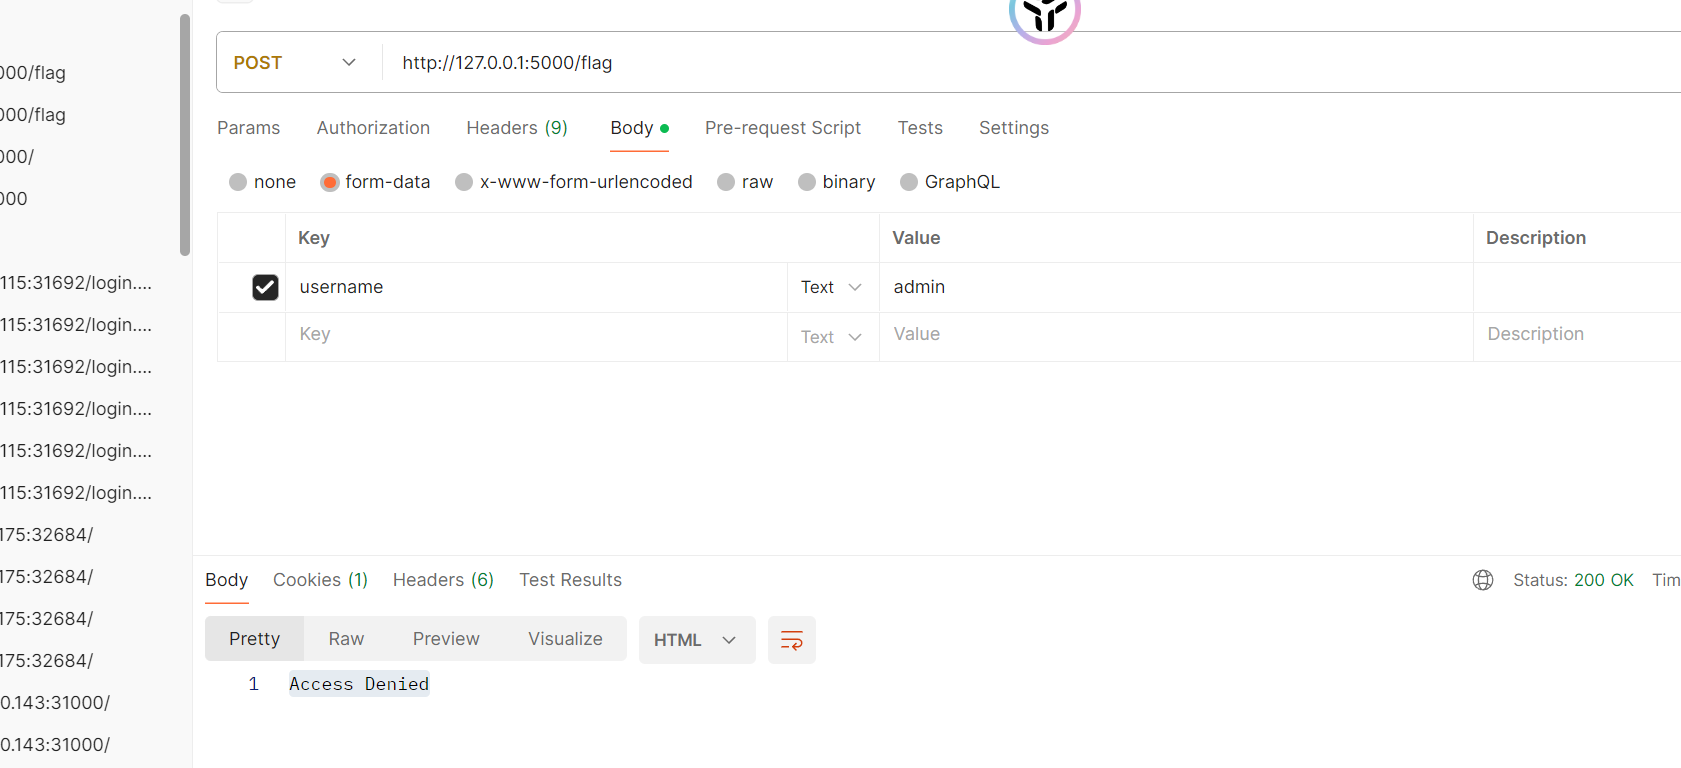 000/flag
000/flag
000/
000
115:31692/login....
115:31692/login....
115:31692/login....
115:31692/login....
115:31692/login....
115:31692/login....
175:32684/
175:32684/
175:32684/
175:32684/
0.143:31000/
0.143:31000/
POST http://127.0.0.1:5000/flag
Params Authorization Headers (9) Body Pre-request Script Tests Settings
none form-data x-www-form-urlencoded raw binary GraphQL
Key Value Description
username Text admin
Key Text Value Description
Body Cookies (1) Headers (6) Test Results Status: 200 OK Tim
Pretty Raw Preview Visualize HTML
1 Access Denied